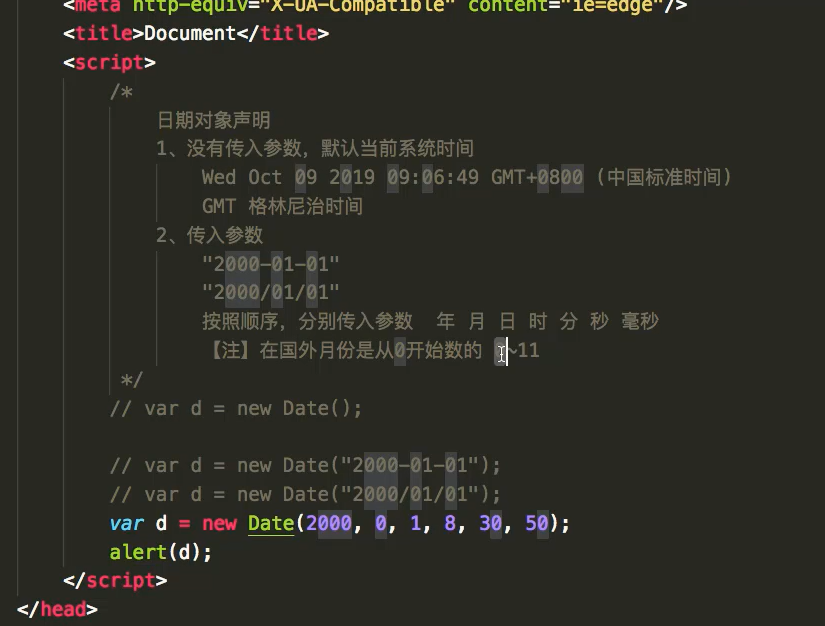 <meta http-equiv="X-UA-Compatible" content="ie=edge"/>
<title>Document</title>
<script>
/*
日期对象声明
1、没有传入参数，默认当前系统时间
Wed Oct 09 2019 09:06:49 GMT+0800 (中国标准时间)
GMT 格林尼治时间
2、传入参数
"2000-01-01"
"2000/01/01"
按照顺序，分别传入参数 年 月 日 时 分 秒 毫秒
【注】在国外月份是从0开始数的 ~11
*/
// var d = new Date();
// var d = new Date("2000-01-01");
// var d = new Date("2000/01/01");
var d = new Date(2000, 0, 1, 8, 30, 50);
alert(d);
</script>
</head>